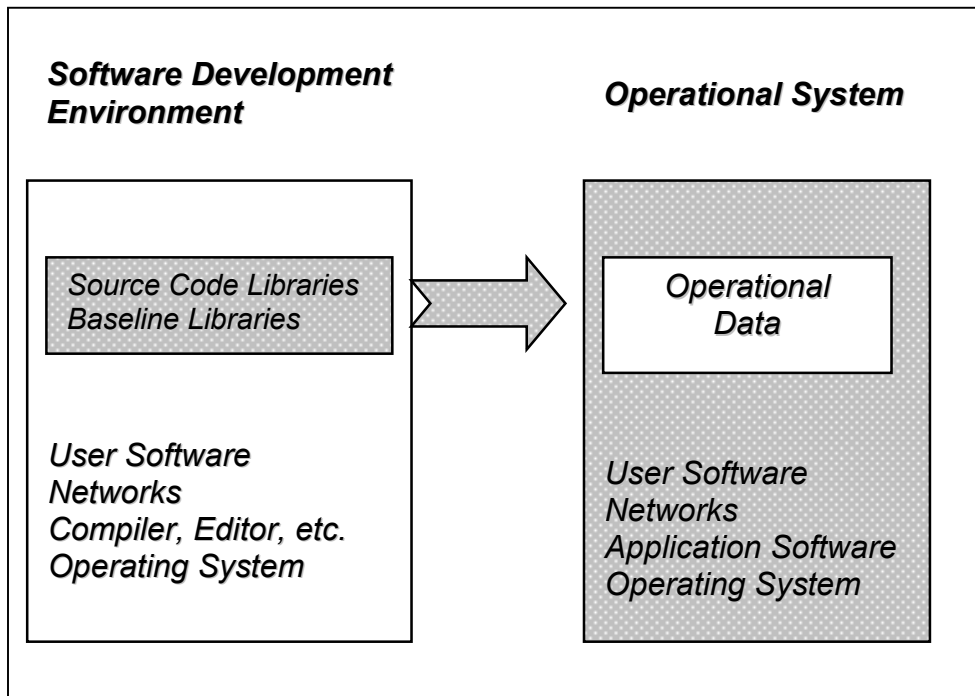 Software Development
Environment
Operational System
Source Code Libraries
Baseline Libraries
Operational
Data
User Software
Networks
Compiler, Editor, etc.
Operating System
User Software
Networks
Application Software
Operating System